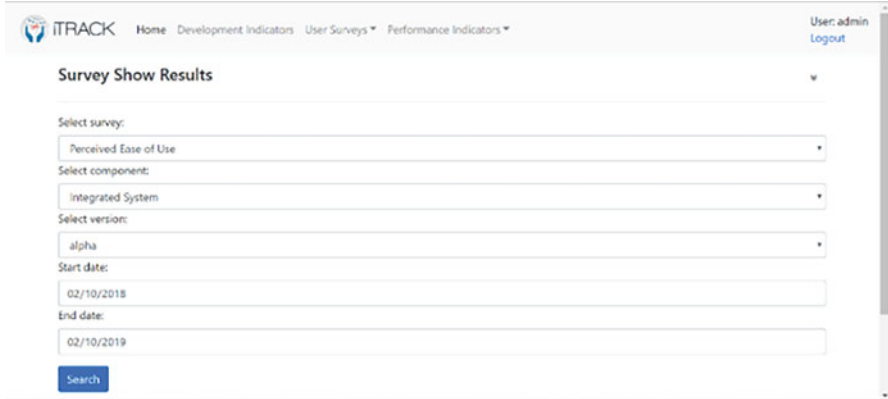 iTRACK Home Development Indicators User Surveys Performance Indicators User: admin
Logout
Survey Show Results
Select survey:
Perceived Ease of Use
Select component:
Integrated System
Select version:
alpha
Start date:
02/10/2018
End date:
02/10/2019
Search